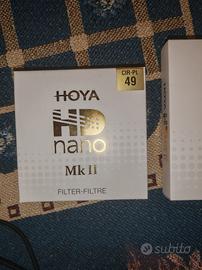 CIR-PL
49
HOYA
HD
nano
Mk II
FILTER-FILTRE
subito